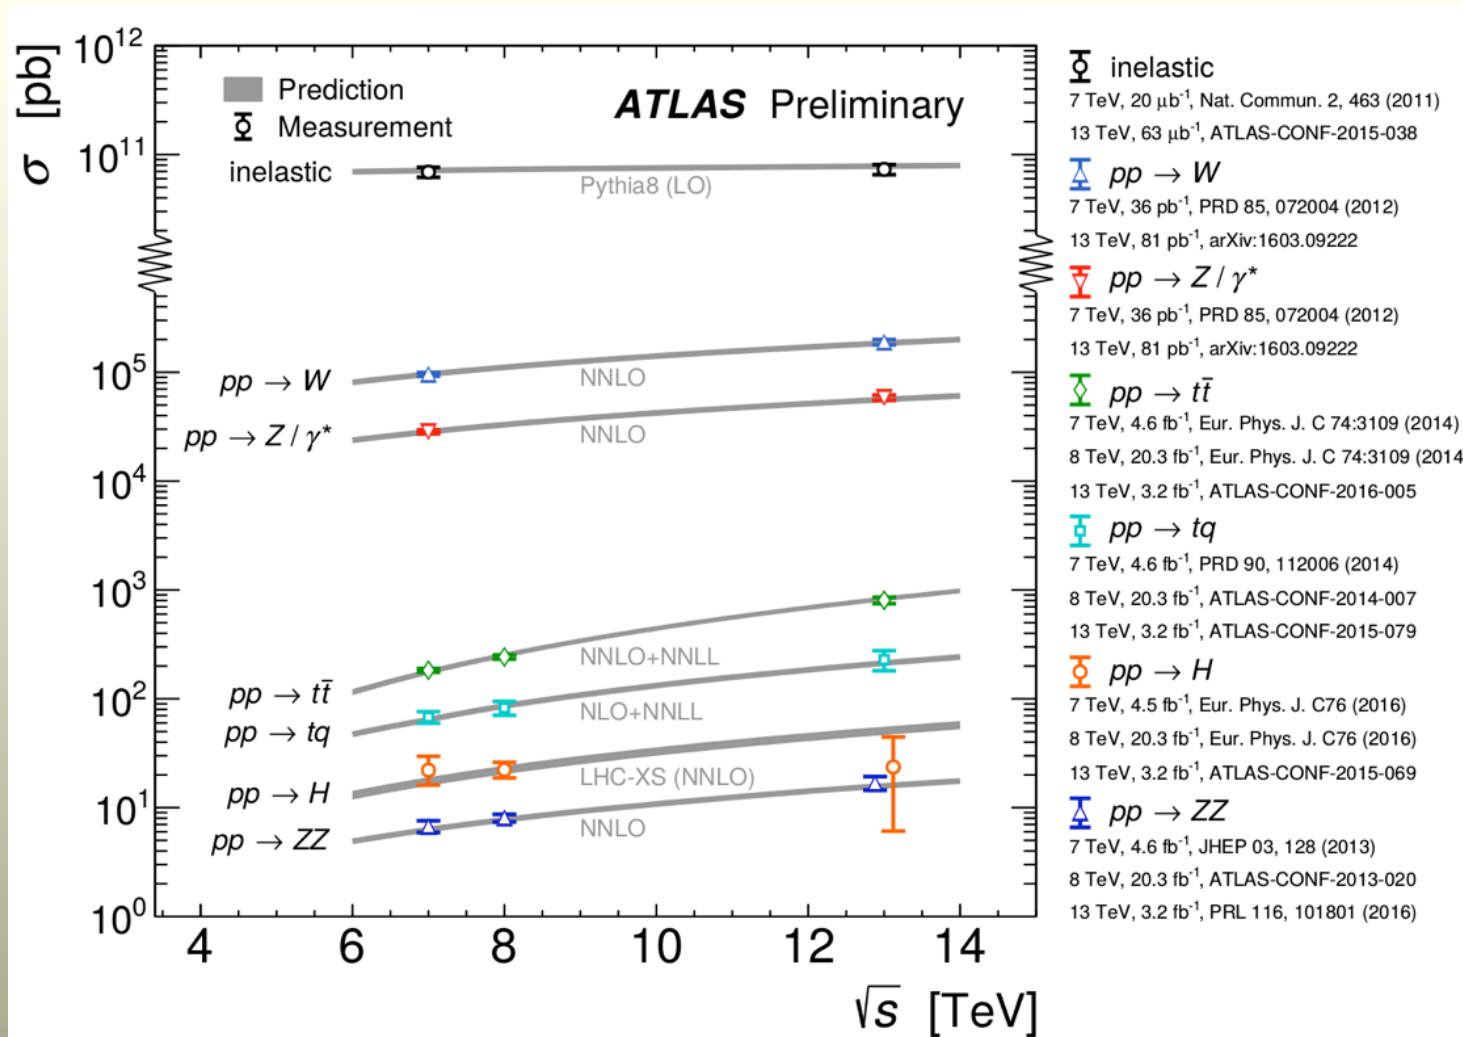 σ [pb]
10¹²
10¹¹
10⁵
10⁴
10³
10²
10¹
10⁰
Prediction
Measurement
ATLAS Preliminary
inelastic
Pythia8 (LO)
pp → W
NNLO
pp → Z / γ*
NNLO
pp → tt̄
NNLO+NNLL
pp → tq
NLO+NNLL
pp → H
LHC-XS (NNLO)
pp → ZZ
NNLO
4 6 8 10 12 14
√s [TeV]
inelastic
7 TeV, 20 μb⁻¹, Nat. Commun. 2, 463 (2011)
13 TeV, 63 μb⁻¹, ATLAS-CONF-2015-038
pp → W
7 TeV, 36 pb⁻¹, PRD 85, 072004 (2012)
13 TeV, 81 pb⁻¹, arXiv:1603.09222
pp → Z / γ*
7 TeV, 36 pb⁻¹, PRD 85, 072004 (2012)
13 TeV, 81 pb⁻¹, arXiv:1603.09222
pp → tt̄
7 TeV, 4.6 fb⁻¹, Eur. Phys. J. C 74:3109 (2014)
8 TeV, 20.3 fb⁻¹, Eur. Phys. J. C 74:3109 (2014
13 TeV, 3.2 fb⁻¹, ATLAS-CONF-2016-005
pp → tq
7 TeV, 4.6 fb⁻¹, PRD 90, 112006 (2014)
8 TeV, 20.3 fb⁻¹, ATLAS-CONF-2014-007
13 TeV, 3.2 fb⁻¹, ATLAS-CONF-2015-079
pp → H
7 TeV, 4.5 fb⁻¹, Eur. Phys. J. C76 (2016)
8 TeV, 20.3 fb⁻¹, Eur. Phys. J. C76 (2016)
13 TeV, 3.2 fb⁻¹, ATLAS-CONF-2015-069
pp → ZZ
7 TeV, 4.6 fb⁻¹, JHEP 03, 128 (2013)
8 TeV, 20.3 fb⁻¹, ATLAS-CONF-2013-020
13 TeV, 3.2 fb⁻¹, PRL 116, 101801 (2016)